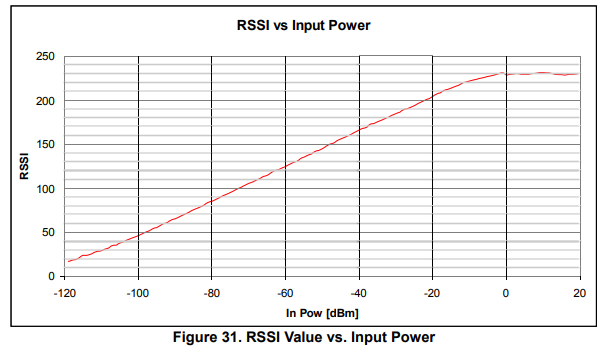 RSSI vs Input Power
250
200
150
100
50
0
RSSI
-120 -100 -80 -60 -40 -20 0 20
In Pow [dBm]
Figure 31. RSSI Value vs. Input Power